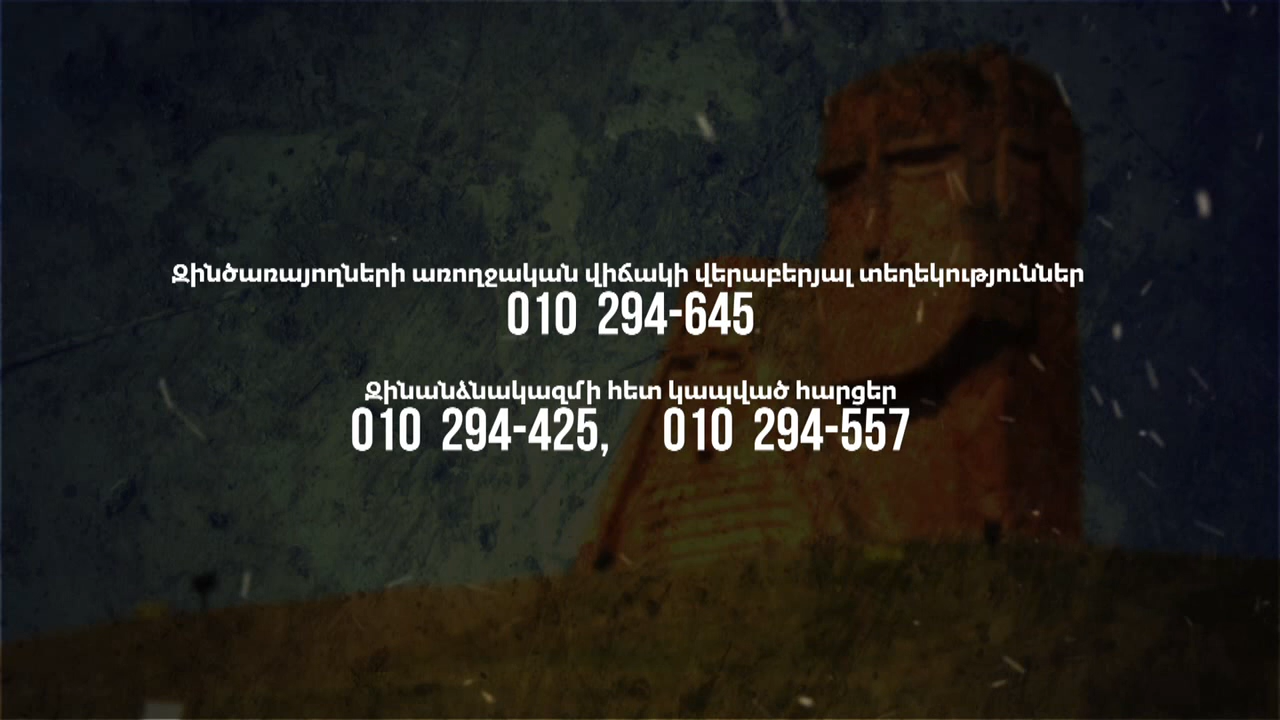 Զինծառայողների առողջական վիճակի վերաբերյալ տեղեկություններ
010 294-645
Զինանձնակազմի հետ կապված հարցեր
010 294-425, 010 294-557